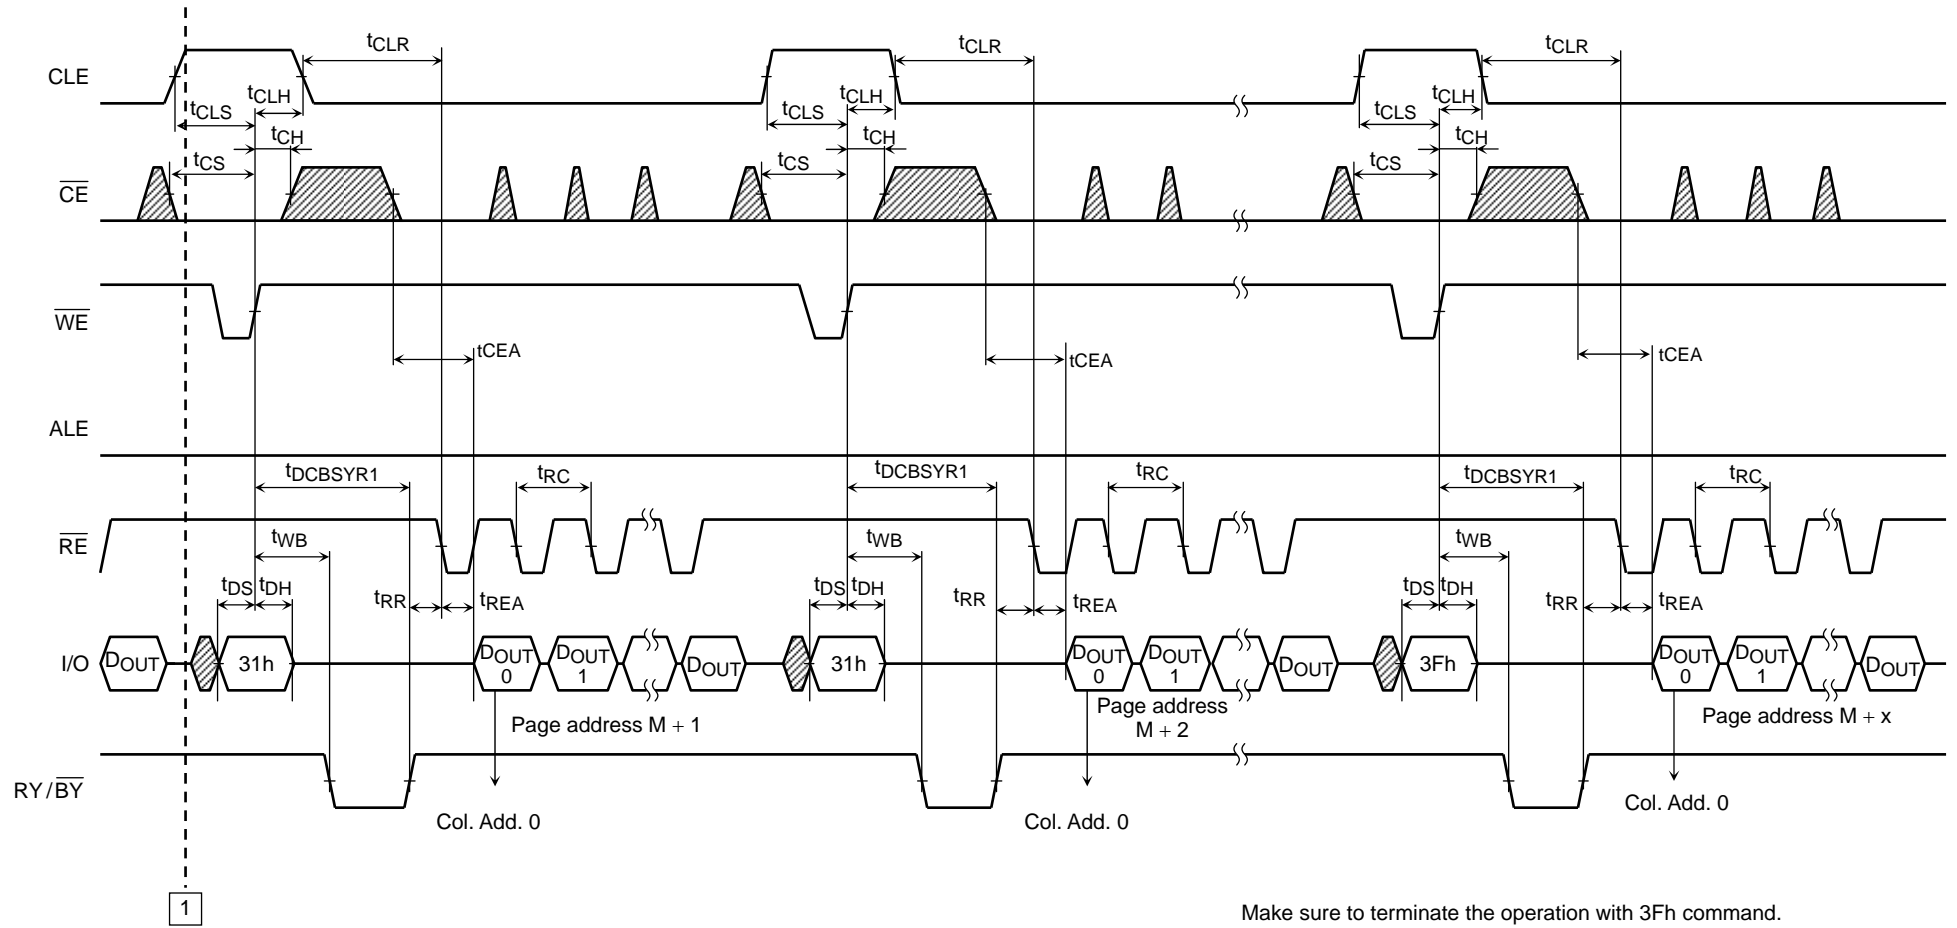 tCLR tCLR tCLR
CLE
tCLH tCLH tCLH
tCLS tCLS tCLS
tCH tCH tCH
tCS tCS tCS
CE
WE
tCEA tCEA tCEA
ALE
tDCBSYR1 tRC tDCBSYR1 tRC tDCBSYR1 tRC
RE
tWB tWB tWB
tDS tDH tDS tDH tDS tDH
tRR tREA tRR tREA tRR tREA
I/O DOUT 31h DOUT 0 DOUT 1 DOUT 31h DOUT 0 DOUT 1 DOUT 3Fh DOUT 0 DOUT 1 DOUT
Page address M + 1
Page address
M + 2
Page address M + x
RY/BY
Col. Add. 0
Col. Add. 0
Col. Add. 0
1
Make sure to terminate the operation with 3Fh command.